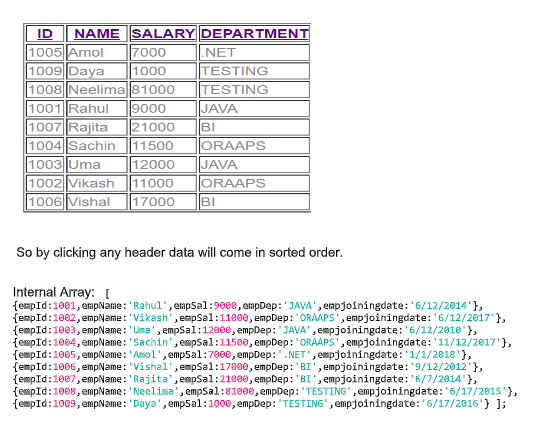 ID NAME SALARY DEPARTMENT
1005 Amol 7000 .NET
1009 Daya 1000 TESTING
1008 Neelima 81000 TESTING
1001 Rahul 9000 JAVA
1007 Rajita 21000 BI
1004 Sachin 11500 ORAAPS
1003 Uma 12000 JAVA
1002 Vikash 11000 ORAAPS
1006 Vishal 17000 BI
So by clicking any header data will come in sorted order.
Internal Array: [
{empId:1001,empName:'Rahul',empSal:9000,empDep:'JAVA',empjoiningdate:'6/12/2014'},
{empId:1002,empName:'Vikash',empSal:11000,empDep:'ORAAPS',empjoiningdate:'6/12/2017'},
{empId:1003,empName:'Uma',empSal:12000,empDep:'JAVA',empjoiningdate:'6/12/2010'},
{empId:1004,empName:'Sachin',empSal:11500,empDep:'ORAAPS',empjoiningdate:'11/12/2017'},
{empId:1005,empName:'Amol',empSal:7000,empDep:'.NET',empjoiningdate:'1/1/2018'},
{empId:1006,empName:'Vishal',empSal:17000,empDep:'BI',empjoiningdate:'9/12/2012'},
{empId:1007,empName:'Rajita',empSal:21000,empDep:'BI',empjoiningdate:'6/7/2014'},
{empId:1008,empName:'Neelima',empSal:81000,empDep:'TESTING',empjoiningdate:'6/17/2015'},
{empId:1009,empName:'Daya',empSal:1000,empDep:'TESTING',empjoiningdate:'6/17/2016'} ];